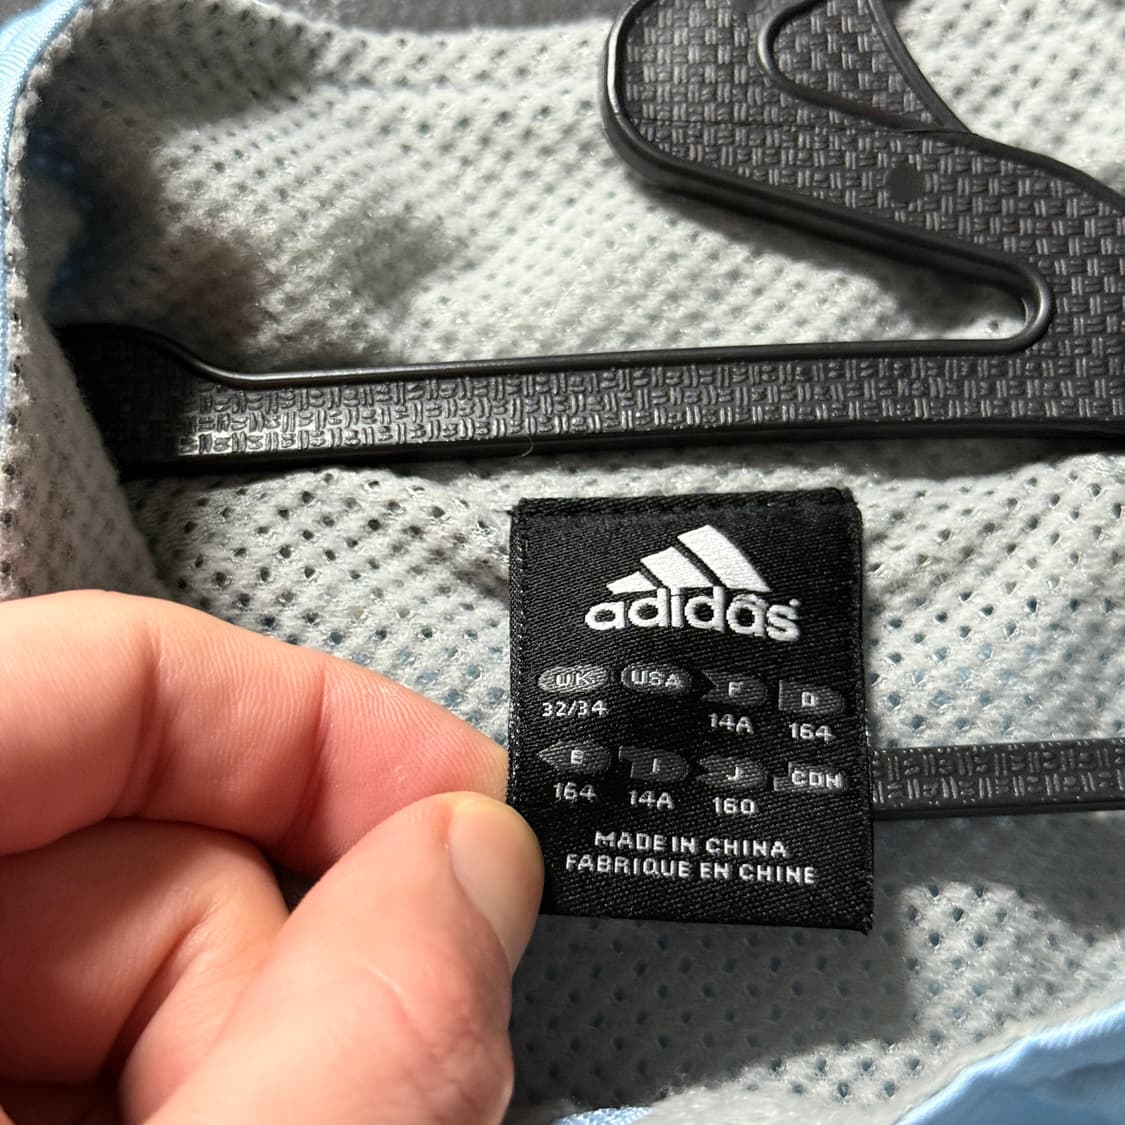 adidas
UK USA F D
32/34 14A 164
E I J CDN
164 14A 160
MADE IN CHINA
FABRIQUE EN CHINE